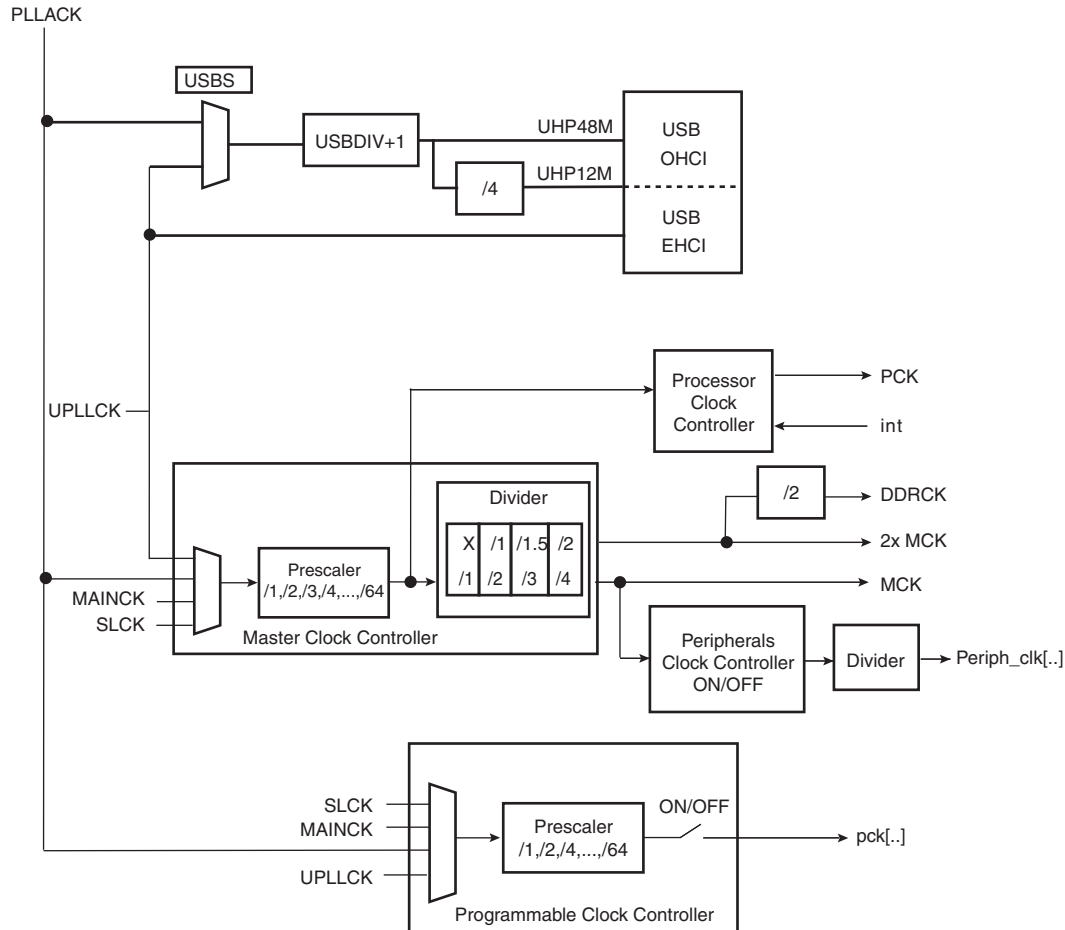 PLLACK
USBS
USBDIV+1
UHP48M
/4
UHP12M
USB
OHCI
USB
EHCI
UPLLCK
Processor
Clock
Controller
PCK
int
/2
DDRCK
2x MCK
MCK
Divider
X /1 /1.5 /2
/1 /2 /3 /4
Prescaler
/1,/2,/3,/4,...,/64
MAINCK
SLCK
Master Clock Controller
Peripherals
Clock Controller
ON/OFF
Divider
Periph_clk[..]
SLCK
MAINCK
UPLLCK
Prescaler
/1,/2,/4,...,/64
ON/OFF
pck[..]
Programmable Clock Controller